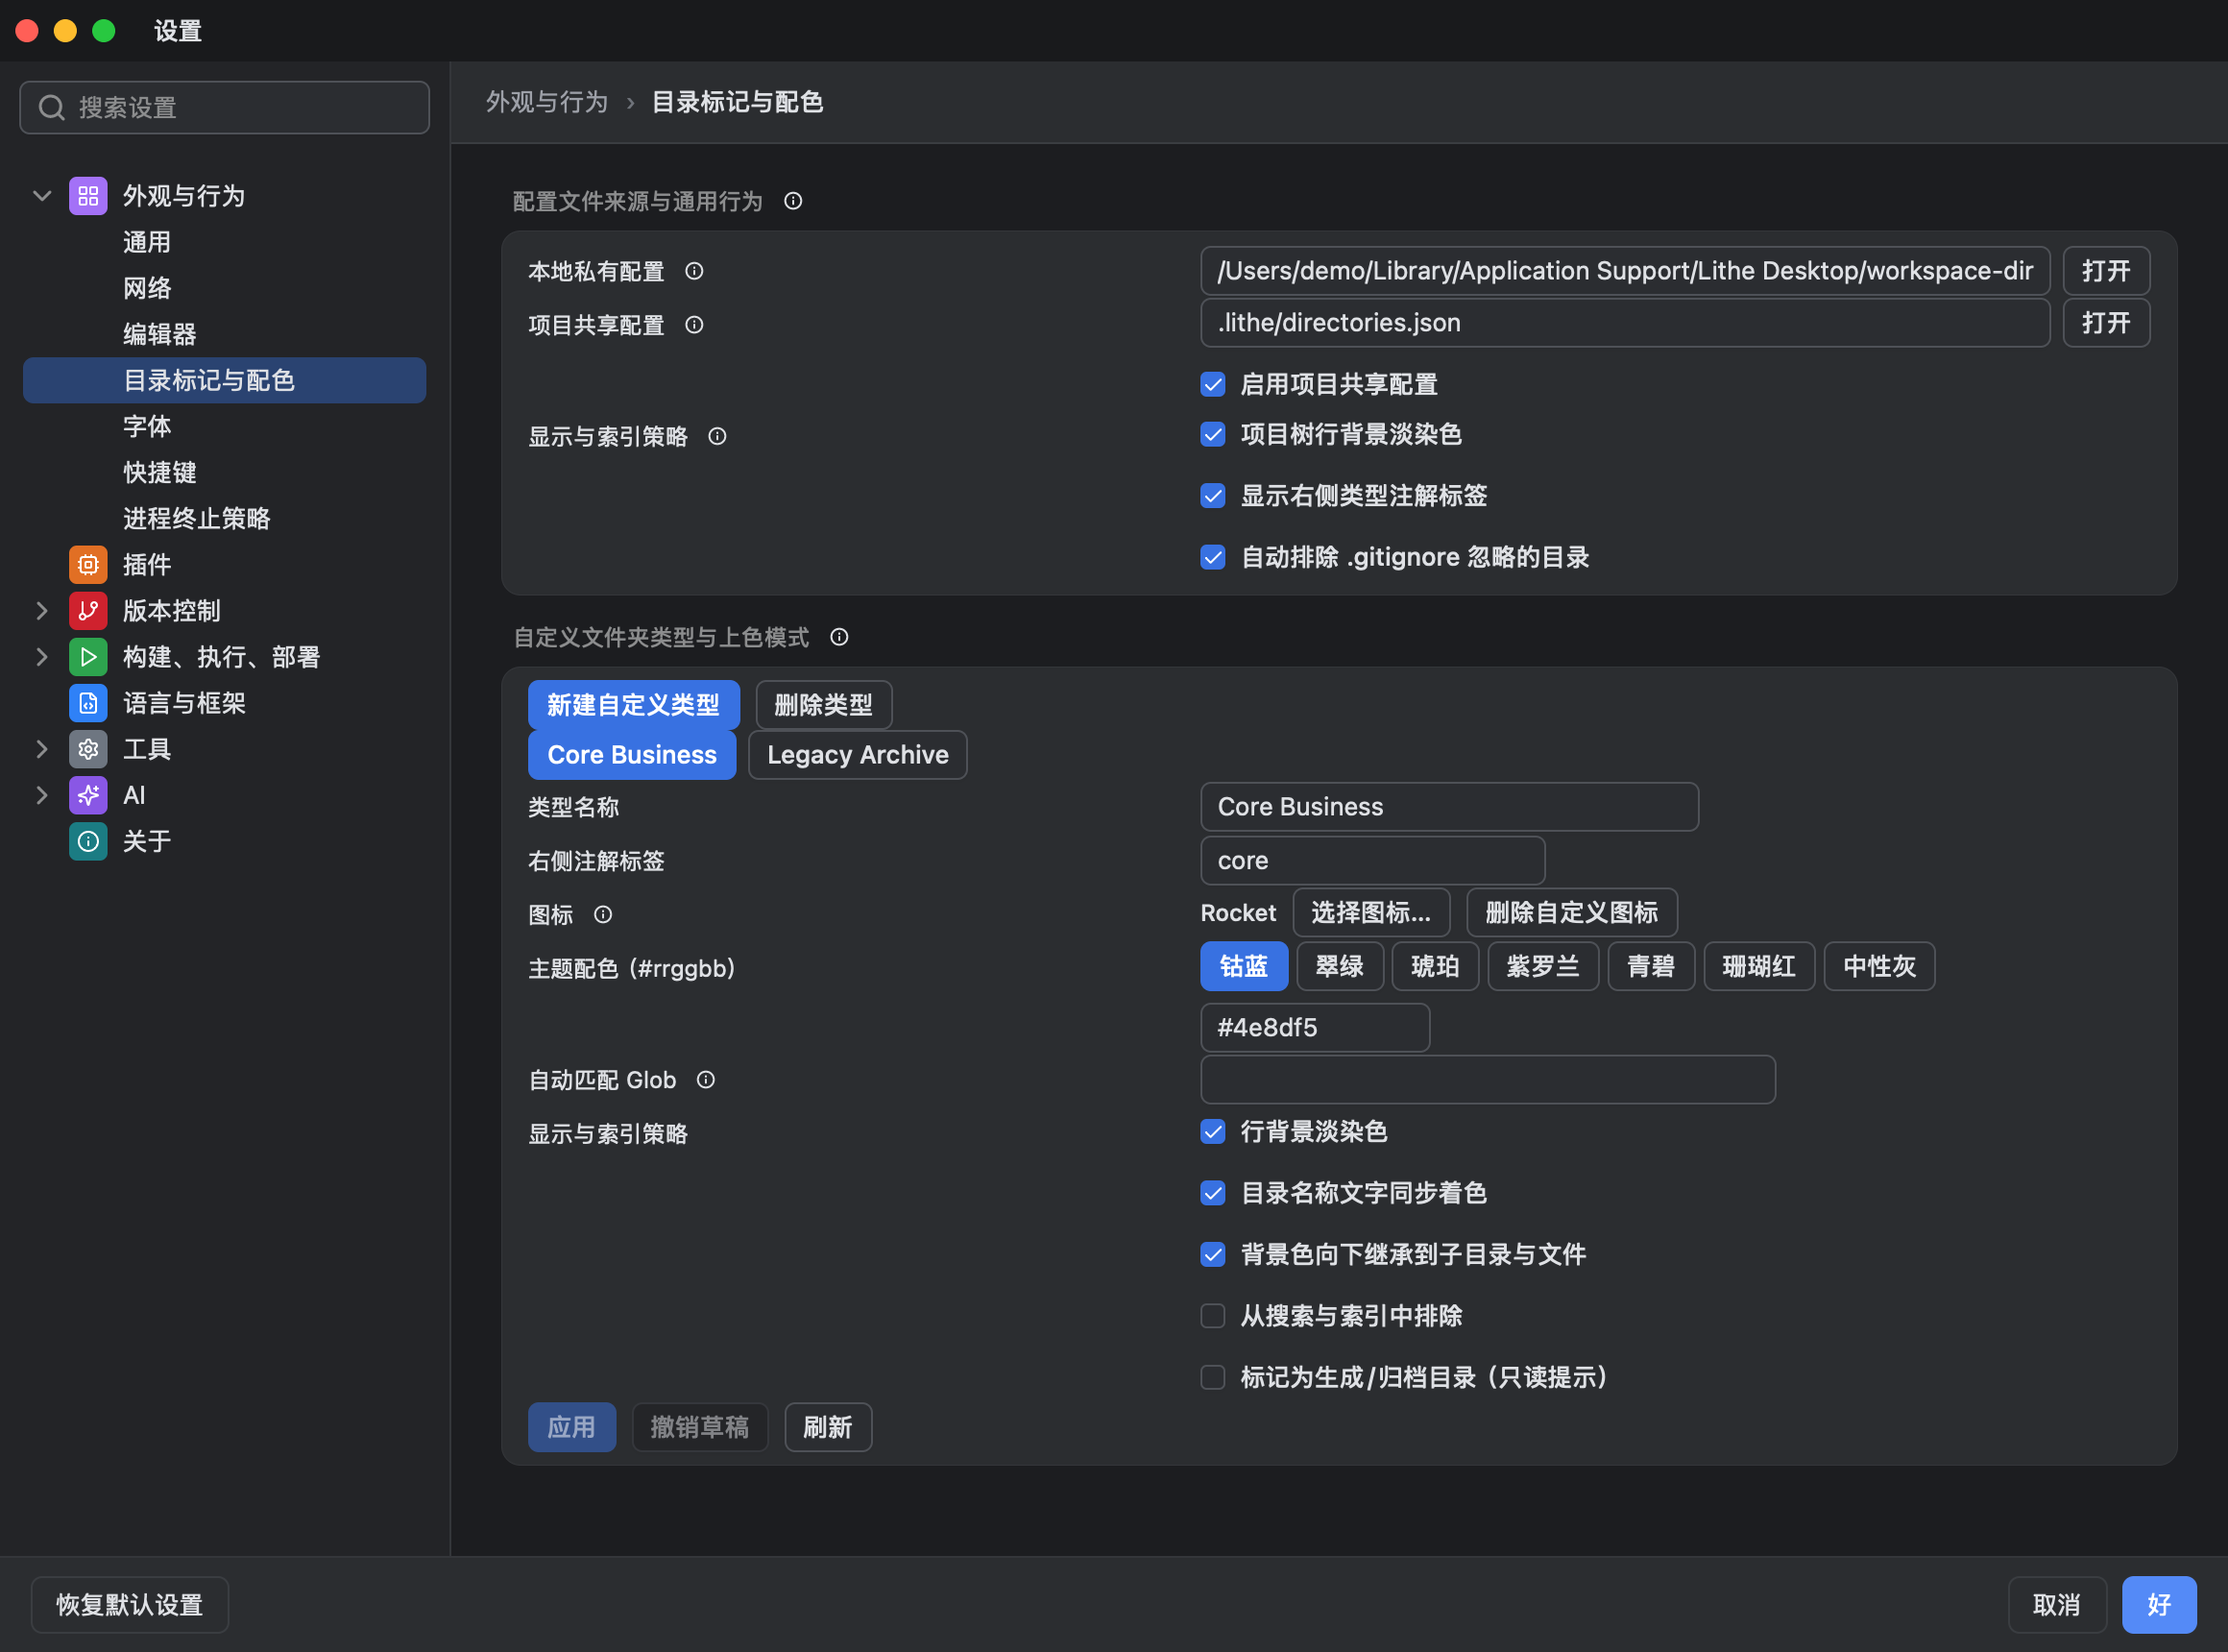 设置
搜索设置
外观与行为
通用
网络
编辑器
目录标记与配色
字体
快捷键
进程终止策略
插件
版本控制
构建、执行、部署
语言与框架
工具
AI
关于
外观与行为 › 目录标记与配色
配置文件来源与通用行为
本地私有配置 /Users/demo/Library/Application Support/Lithe Desktop/workspace-dir 打开
项目共享配置 .lithe/directories.json 打开
启用项目共享配置
显示与索引策略 项目树行背景淡染色
显示右侧类型注解标签
自动排除 .gitignore 忽略的目录
自定义文件夹类型与上色模式
新建自定义类型 删除类型
Core Business Legacy Archive
类型名称 Core Business
右侧注解标签 core
图标 Rocket 选择图标... 删除自定义图标
主题配色 (#rrggbb) 钴蓝 翠绿 琥珀 紫罗兰 青碧 珊瑚红 中性灰
#4e8df5
自动匹配 Glob
显示与索引策略 行背景淡染色
目录名称文字同步着色
背景色向下继承到子目录与文件
从搜索与索引中排除
标记为生成/归档目录（只读提示）
应用 撤销草稿 刷新
恢复默认设置 取消 好